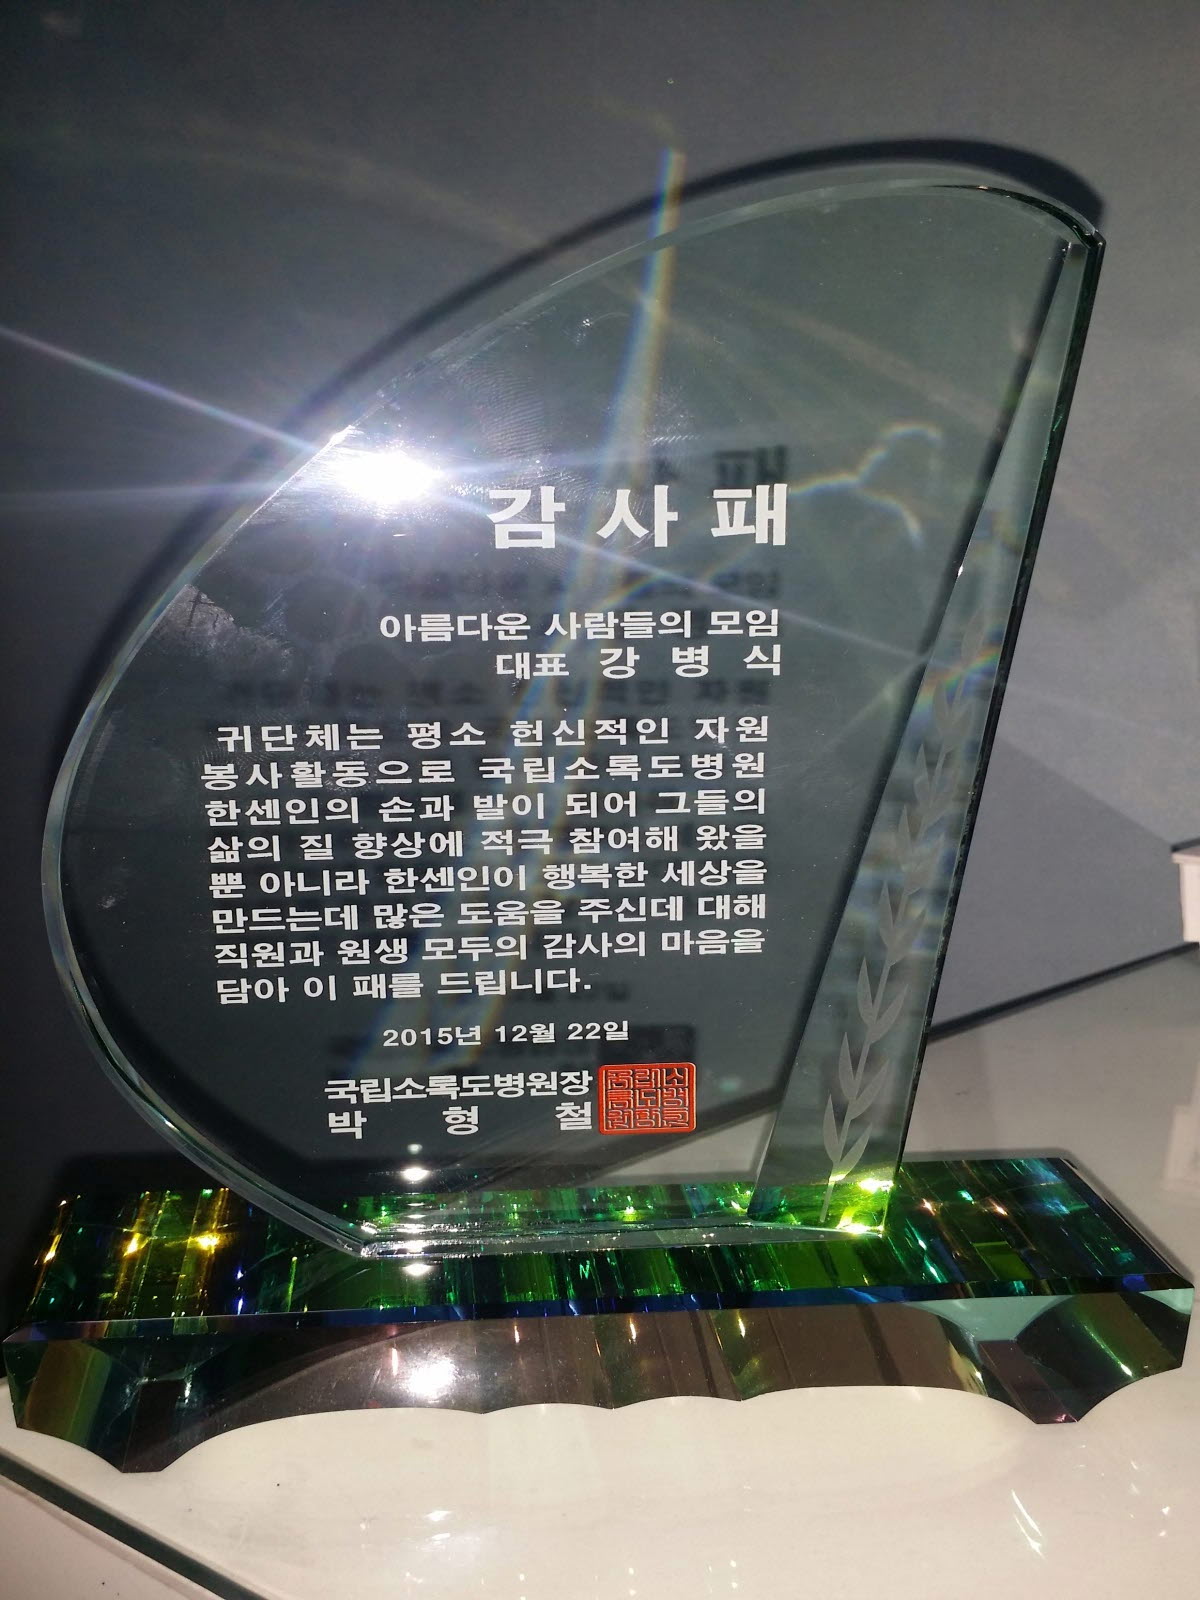 감 사 패
아름다운 사람들의 모임
대표 강 병 식
귀단체는 평소 헌신적인 자원
봉사활동으로 국립소록도병원
한센인의 손과 발이 되어 그들의
삶의 질 향상에 적극 참여해 왔을
뿐 아니라 한센인이 행복한 세상을
만드는데 많은 도움을 주신데 대해
직원과 원생 모두의 감사의 마음을
담아 이 패를 드립니다.
2015년 12월 22일
국립소록도병원장
박 형 철